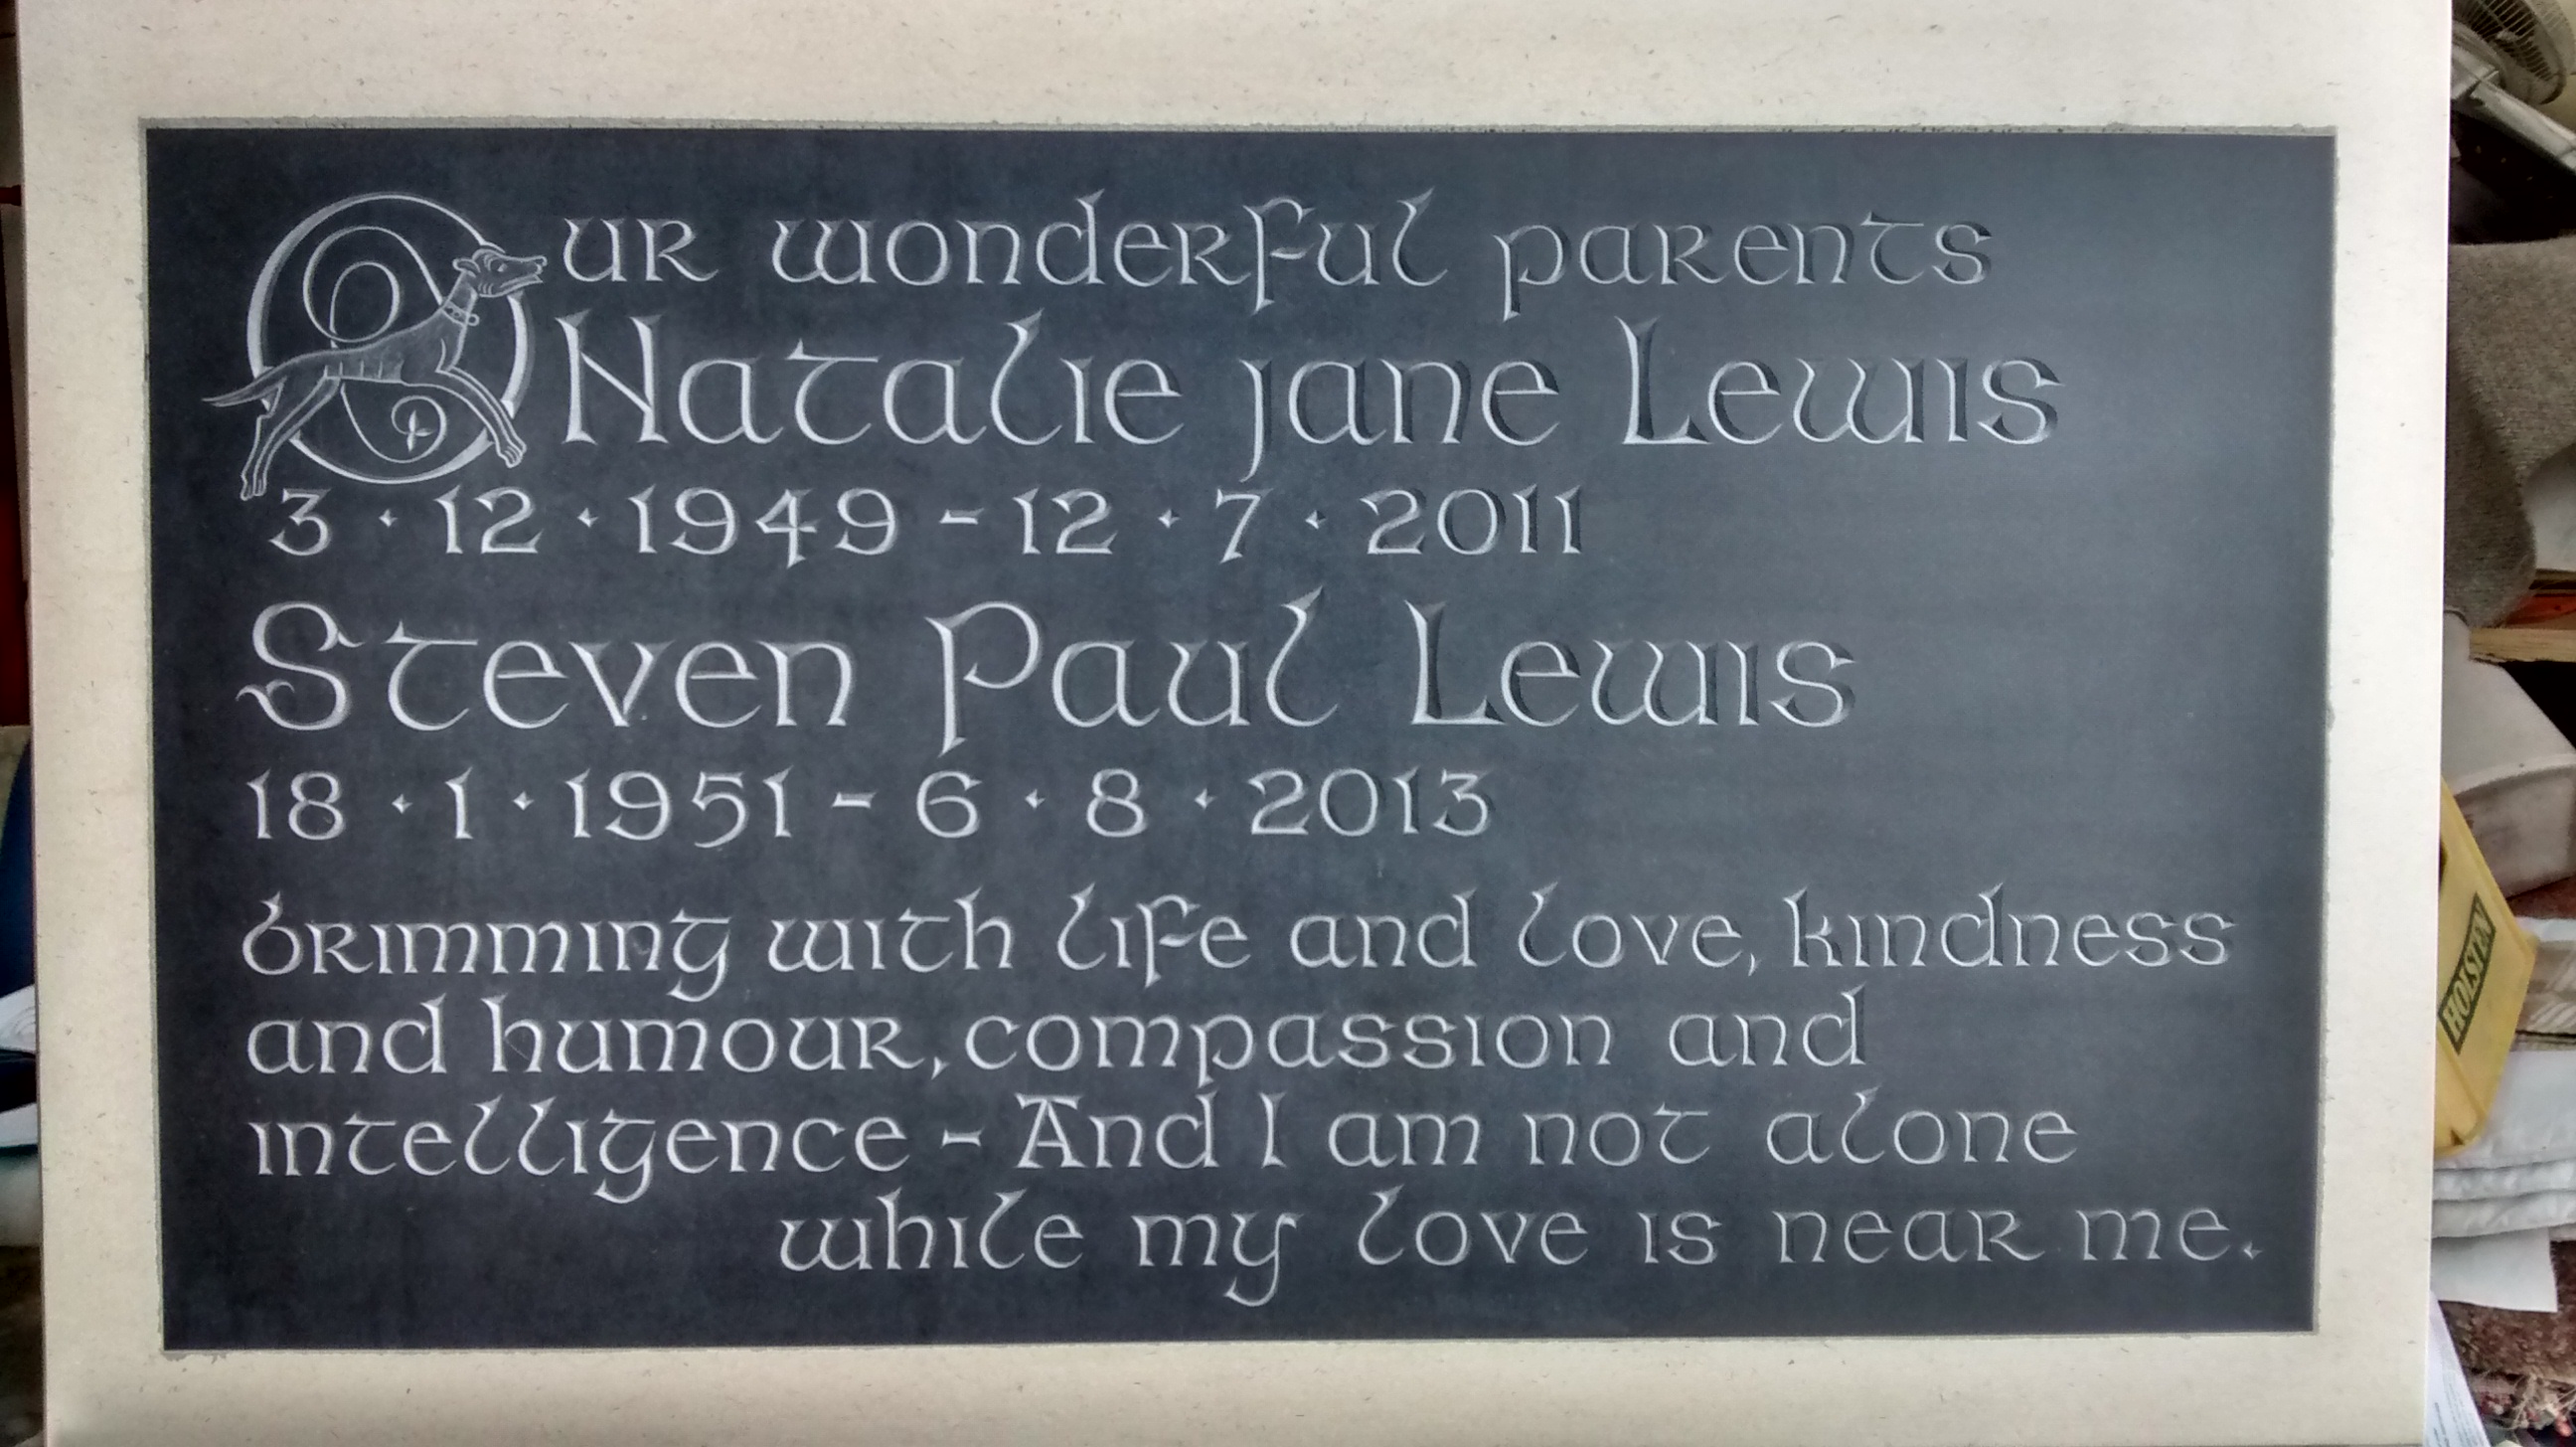 Our wonderful parents
Natalie jane Lewis
3 · 12 · 1949 - 12 · 7 · 2011
Steven Paul Lewis
18 · 1 · 1951 - 6 · 8 · 2013
brimming with life and love, kindness
and humour, compassion and
intelligence - And I am not alone
while my love is near me.
HOLSTEN